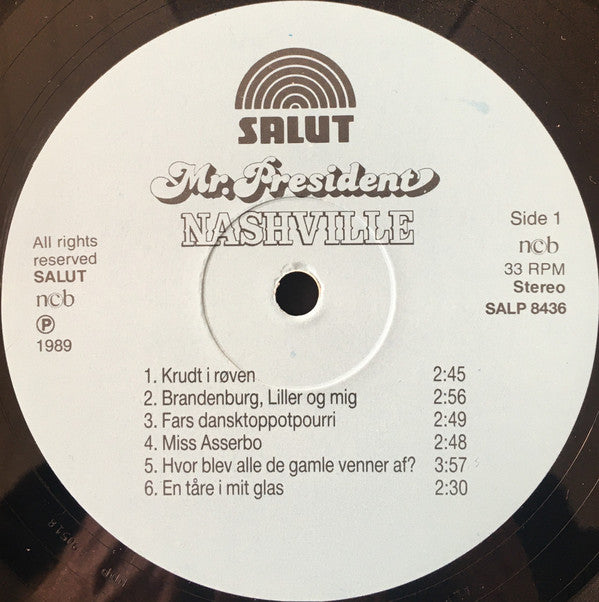 SALUT
Mr. President
NASHVILLE
All rights
reserved
SALUT
ncb
P
1989
Side 1
ncb
33 RPM
Stereo
SALP 8436
1. Krudt i røven 2:45
2. Brandenburg, Liller og mig 2:56
3. Fars dansktoppotpourri 2:49
4. Miss Asserbo 2:48
5. Hvor blev alle de gamle venner af? 3:57
6. En tåre i mit glas 2:30